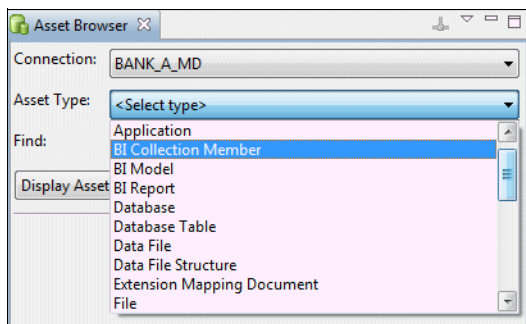 Asset Browser
Connection: BANK_A_MD
Asset Type: <Select type>
Application
Find:
BI Collection Member
BI Model
Display Asset
BI Report
Database
Database Table
Data File
Data File Structure
Extension Mapping Document
File